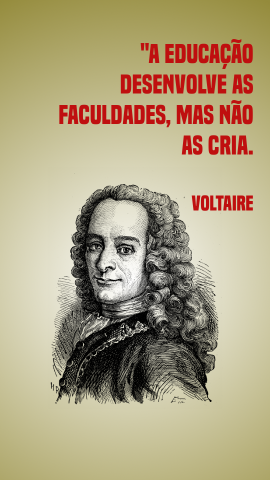 "A EDUCAÇÃO
DESENVOLVE AS
FACULDADES, MAS NÃO
AS CRIA.
VOLTAIRE